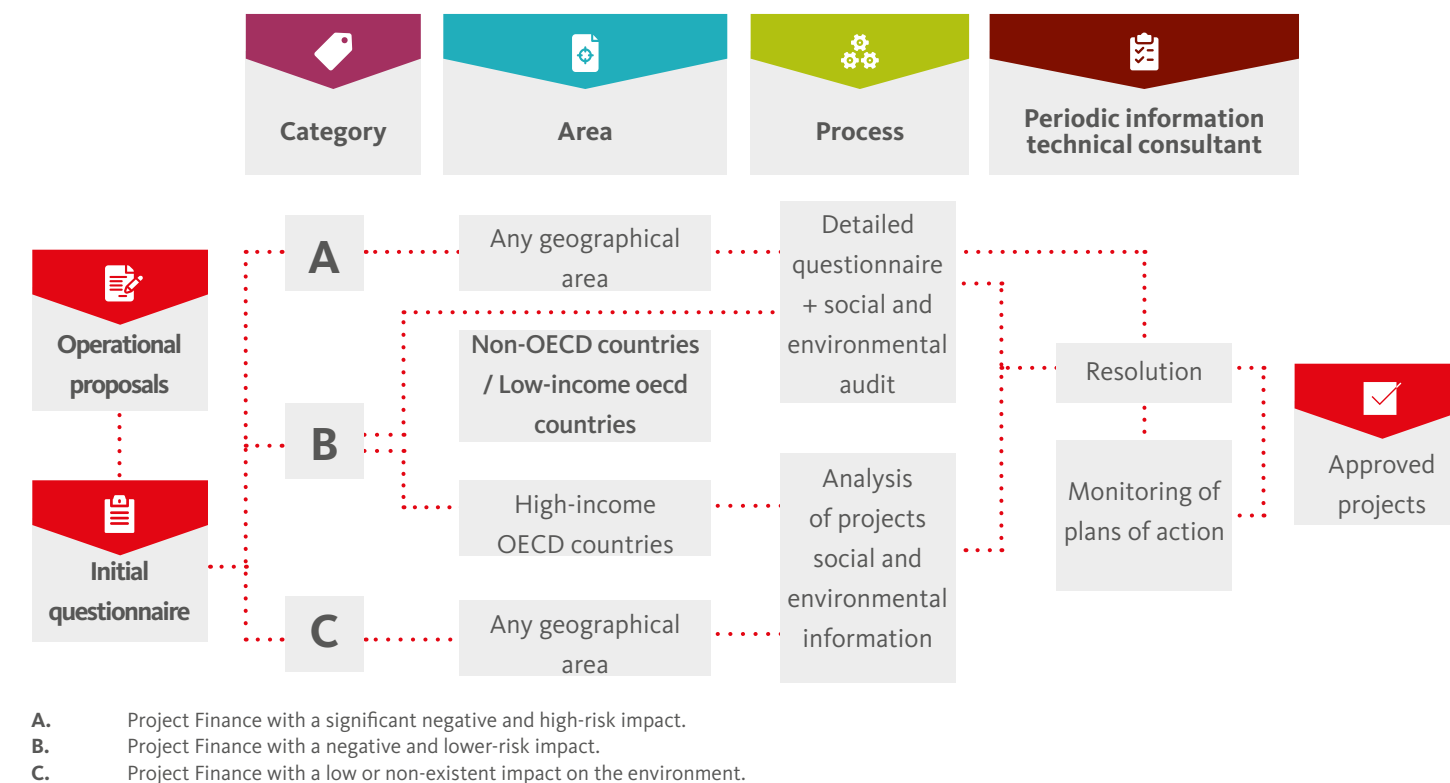 Category
Area
Process
Periodic information
technical consultant
Operational
proposals
Initial
questionnaire
A
Any geographical
area
Detailed
questionnaire
+ social and
environmental
audit
Non-OECD countries
/ Low-income oecd
countries
B
High-income
OECD countries
Analysis
of projects
social and
environmental
information
C
Any geographical
area
Resolution
Monitoring of
plans of action
Approved
projects
A. Project Finance with a significant negative and high-risk impact.
B. Project Finance with a negative and lower-risk impact.
C. Project Finance with a low or non-existent impact on the environment.